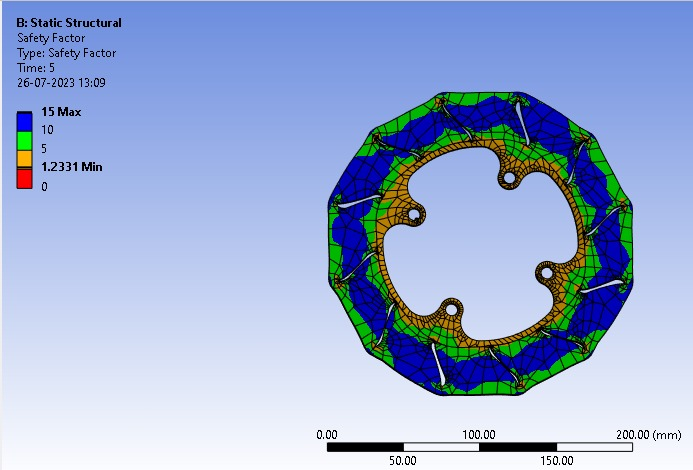 B: Static Structural
Safety Factor
Type: Safety Factor
Time: 5
26-07-2023 13:09
15 Max
10
5
1.2331 Min
0
0.00 100.00 200.00 (mm)
50.00 150.00